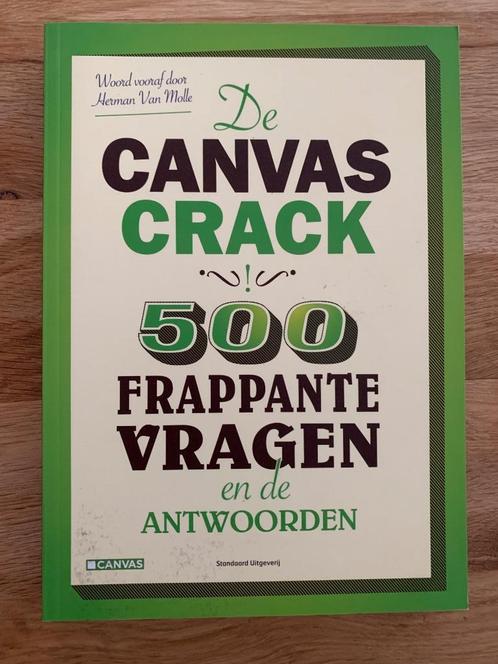 Woord vooraf door
Herman Van Molle
De
CANVAS
CRACK
!
500
FRAPPANTE
VRAGEN
en de
ANTWOORDEN
CANVAS
Standaard Uitgeverij